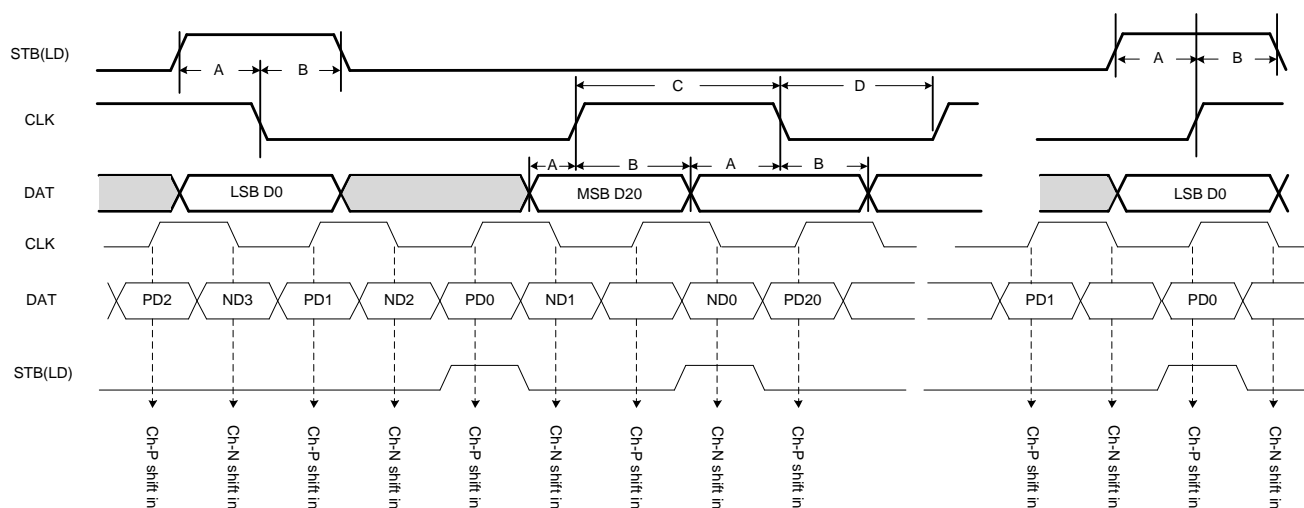 STB(LD)
A B A B
C D
CLK
A B A B
DAT LSB D0 MSB D20 LSB D0
CLK
DAT PD2 ND3 PD1 ND2 PD0 ND1 ND0 PD20 PD1 PD0
STB(LD)
Ch-P shift in
Ch-N shift in
Ch-P shift in
Ch-N shift in
Ch-P shift in
Ch-N shift in
Ch-P shift in
Ch-N shift in
Ch-P shift in
Ch-P shift in
Ch-N shift in
Ch-P shift in
Ch-N shift in